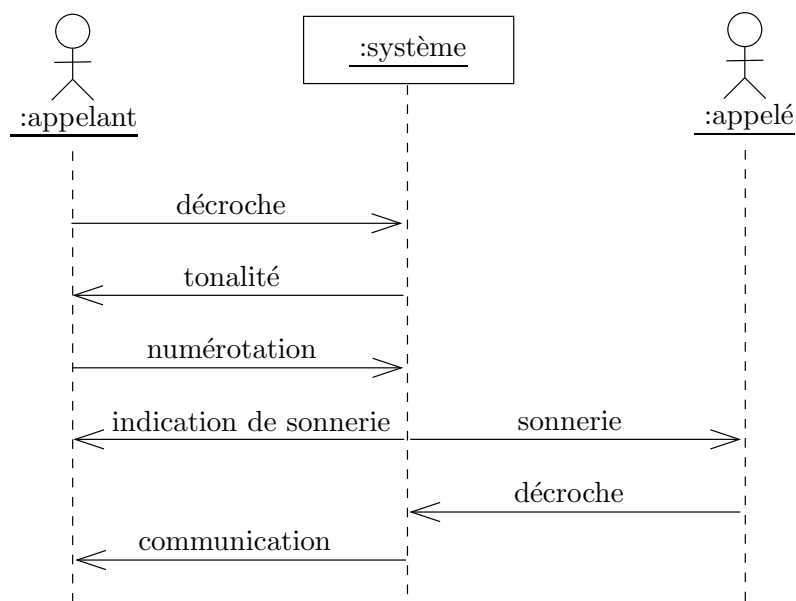 :système
:appelant
:appelé
décroche
tonalité
numérotation
indication de sonnerie
sonnerie
décroche
communication